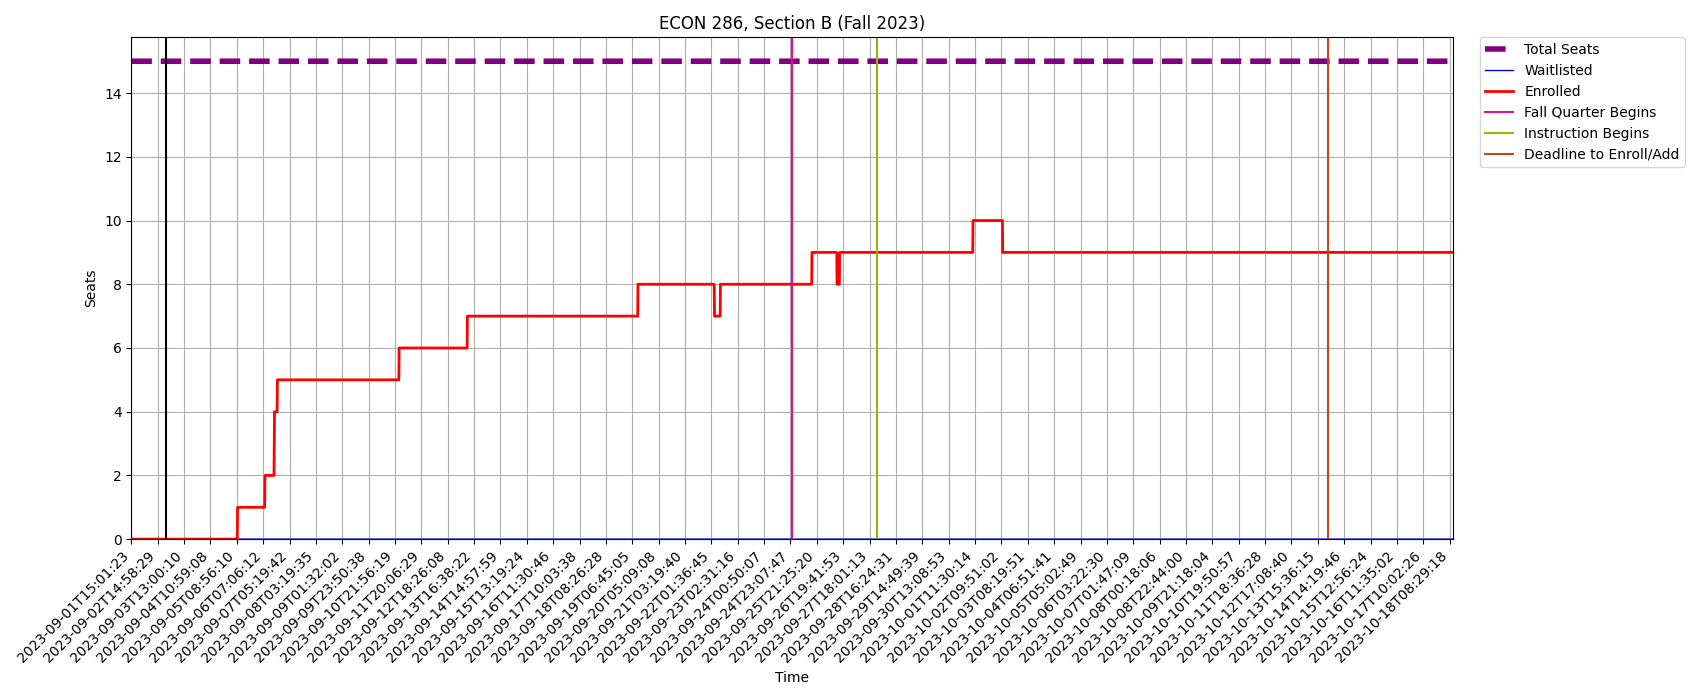 ECON 286, Section B (Fall 2023)
Total Seats
Waitlisted
Enrolled
Fall Quarter Begins
Instruction Begins
Deadline to Enroll/Add
Seats
14
12
10
8
6
4
2
0
2023-09-01T15:01:23
2023-09-02T14:58:29
2023-09-03T13:00:10
2023-09-04T10:59:08
2023-09-05T08:56:10
2023-09-06T07:06:12
2023-09-07T05:19:42
2023-09-08T03:19:35
2023-09-09T01:32:02
2023-09-09T23:50:38
2023-09-10T21:56:19
2023-09-11T20:06:29
2023-09-12T18:26:08
2023-09-13T16:38:22
2023-09-14T14:57:59
2023-09-15T13:19:24
2023-09-16T11:30:46
2023-09-17T10:03:38
2023-09-18T08:26:28
2023-09-19T06:45:05
2023-09-20T05:09:08
2023-09-21T03:19:40
2023-09-22T01:36:45
2023-09-23T02:31:16
2023-09-24T00:50:07
2023-09-24T23:07:47
2023-09-25T21:25:20
2023-09-26T19:41:53
2023-09-27T18:01:13
2023-09-28T16:24:31
2023-09-29T14:49:39
2023-09-30T13:08:53
2023-10-01T11:30:14
2023-10-02T09:51:02
2023-10-03T08:19:51
2023-10-04T06:51:41
2023-10-05T05:02:49
2023-10-06T03:22:30
2023-10-07T01:47:09
2023-10-08T00:18:06
2023-10-08T22:44:00
2023-10-09T21:18:04
2023-10-10T19:50:57
2023-10-11T18:36:28
2023-10-12T17:08:40
2023-10-13T15:36:15
2023-10-14T14:19:46
2023-10-15T12:56:24
2023-10-16T11:35:02
2023-10-17T10:02:26
2023-10-18T08:29:18
Time